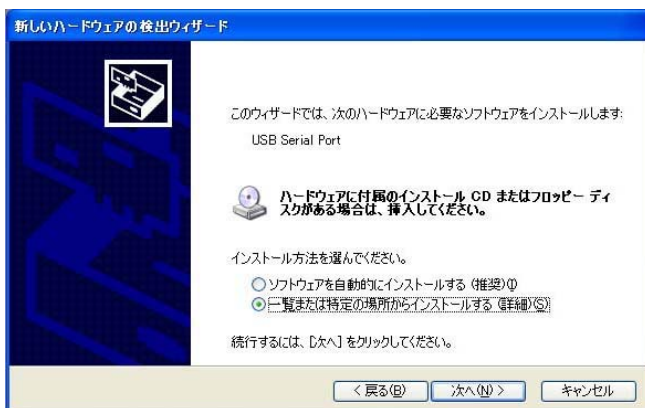 新しいハードウェアの検出ウィザード
このウィザードでは、次のハードウェアに必要なソフトウェアをインストールします:
USB Serial Port
ハードウェアに付属のインストール CD またはフロッピー ディ
スクがある場合は、挿入してください。
インストール方法を選んでください。
ソフトウェアを自動的にインストールする (推奨)(I)
一覧または特定の場所からインストールする (詳細)(S)
続行するには、[次へ] をクリックしてください。
< 戻る(B)
次へ(N) >
キャンセル